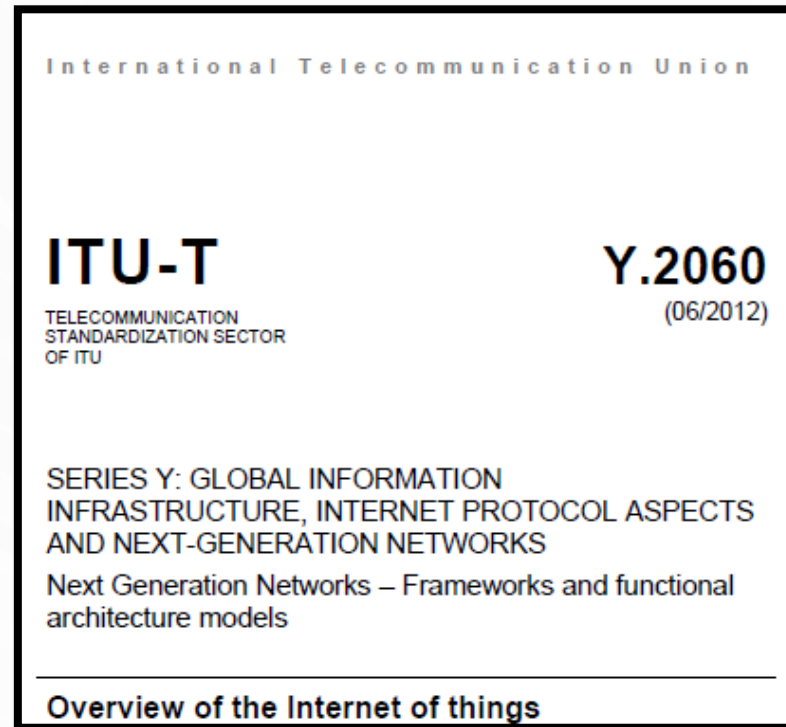 International Telecommunication Union
ITU-T
Y.2060
TELECOMMUNICATION
STANDARDIZATION SECTOR
OF ITU
(06/2012)
SERIES Y: GLOBAL INFORMATION
INFRASTRUCTURE, INTERNET PROTOCOL ASPECTS
AND NEXT-GENERATION NETWORKS
Next Generation Networks – Frameworks and functional
architecture models
Overview of the Internet of things